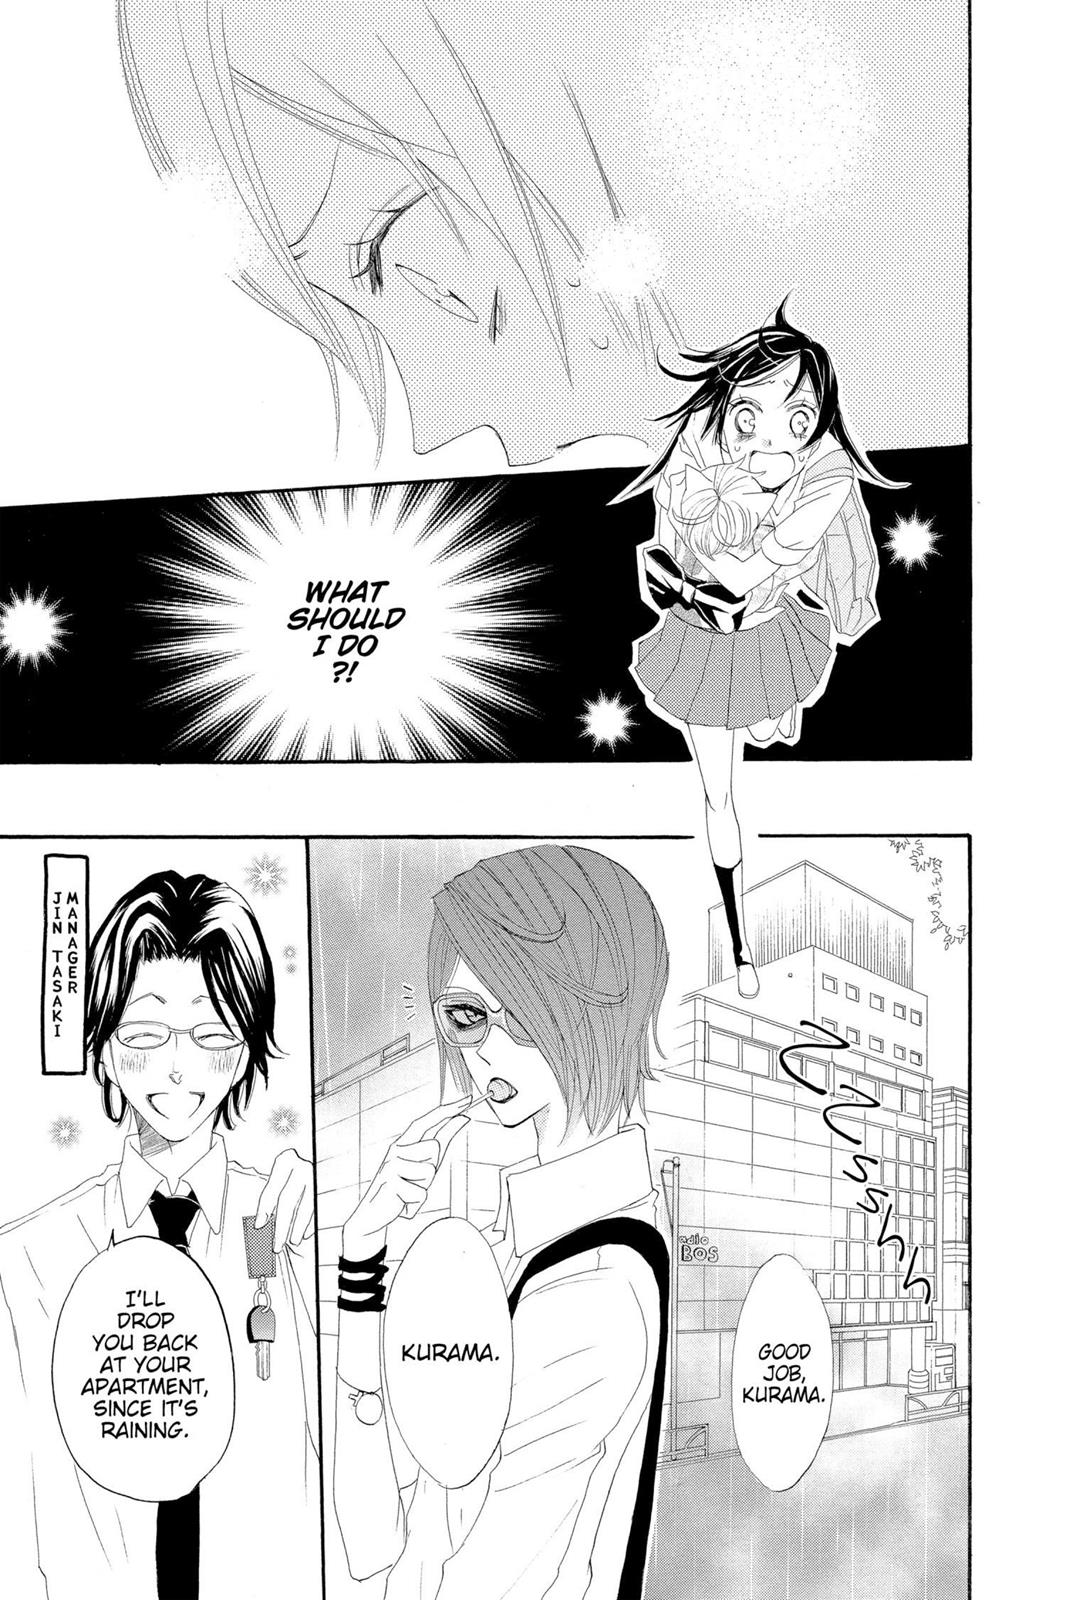 WHAT
SHOULD
I DO
?!
GOOD
JOB,
KURAMA.
adio
BOS
KURAMA.
MANAGER
JIN TASAKI
I'LL
DROP
YOU BACK
AT YOUR
APARTMENT,
SINCE IT'S
RAINING.